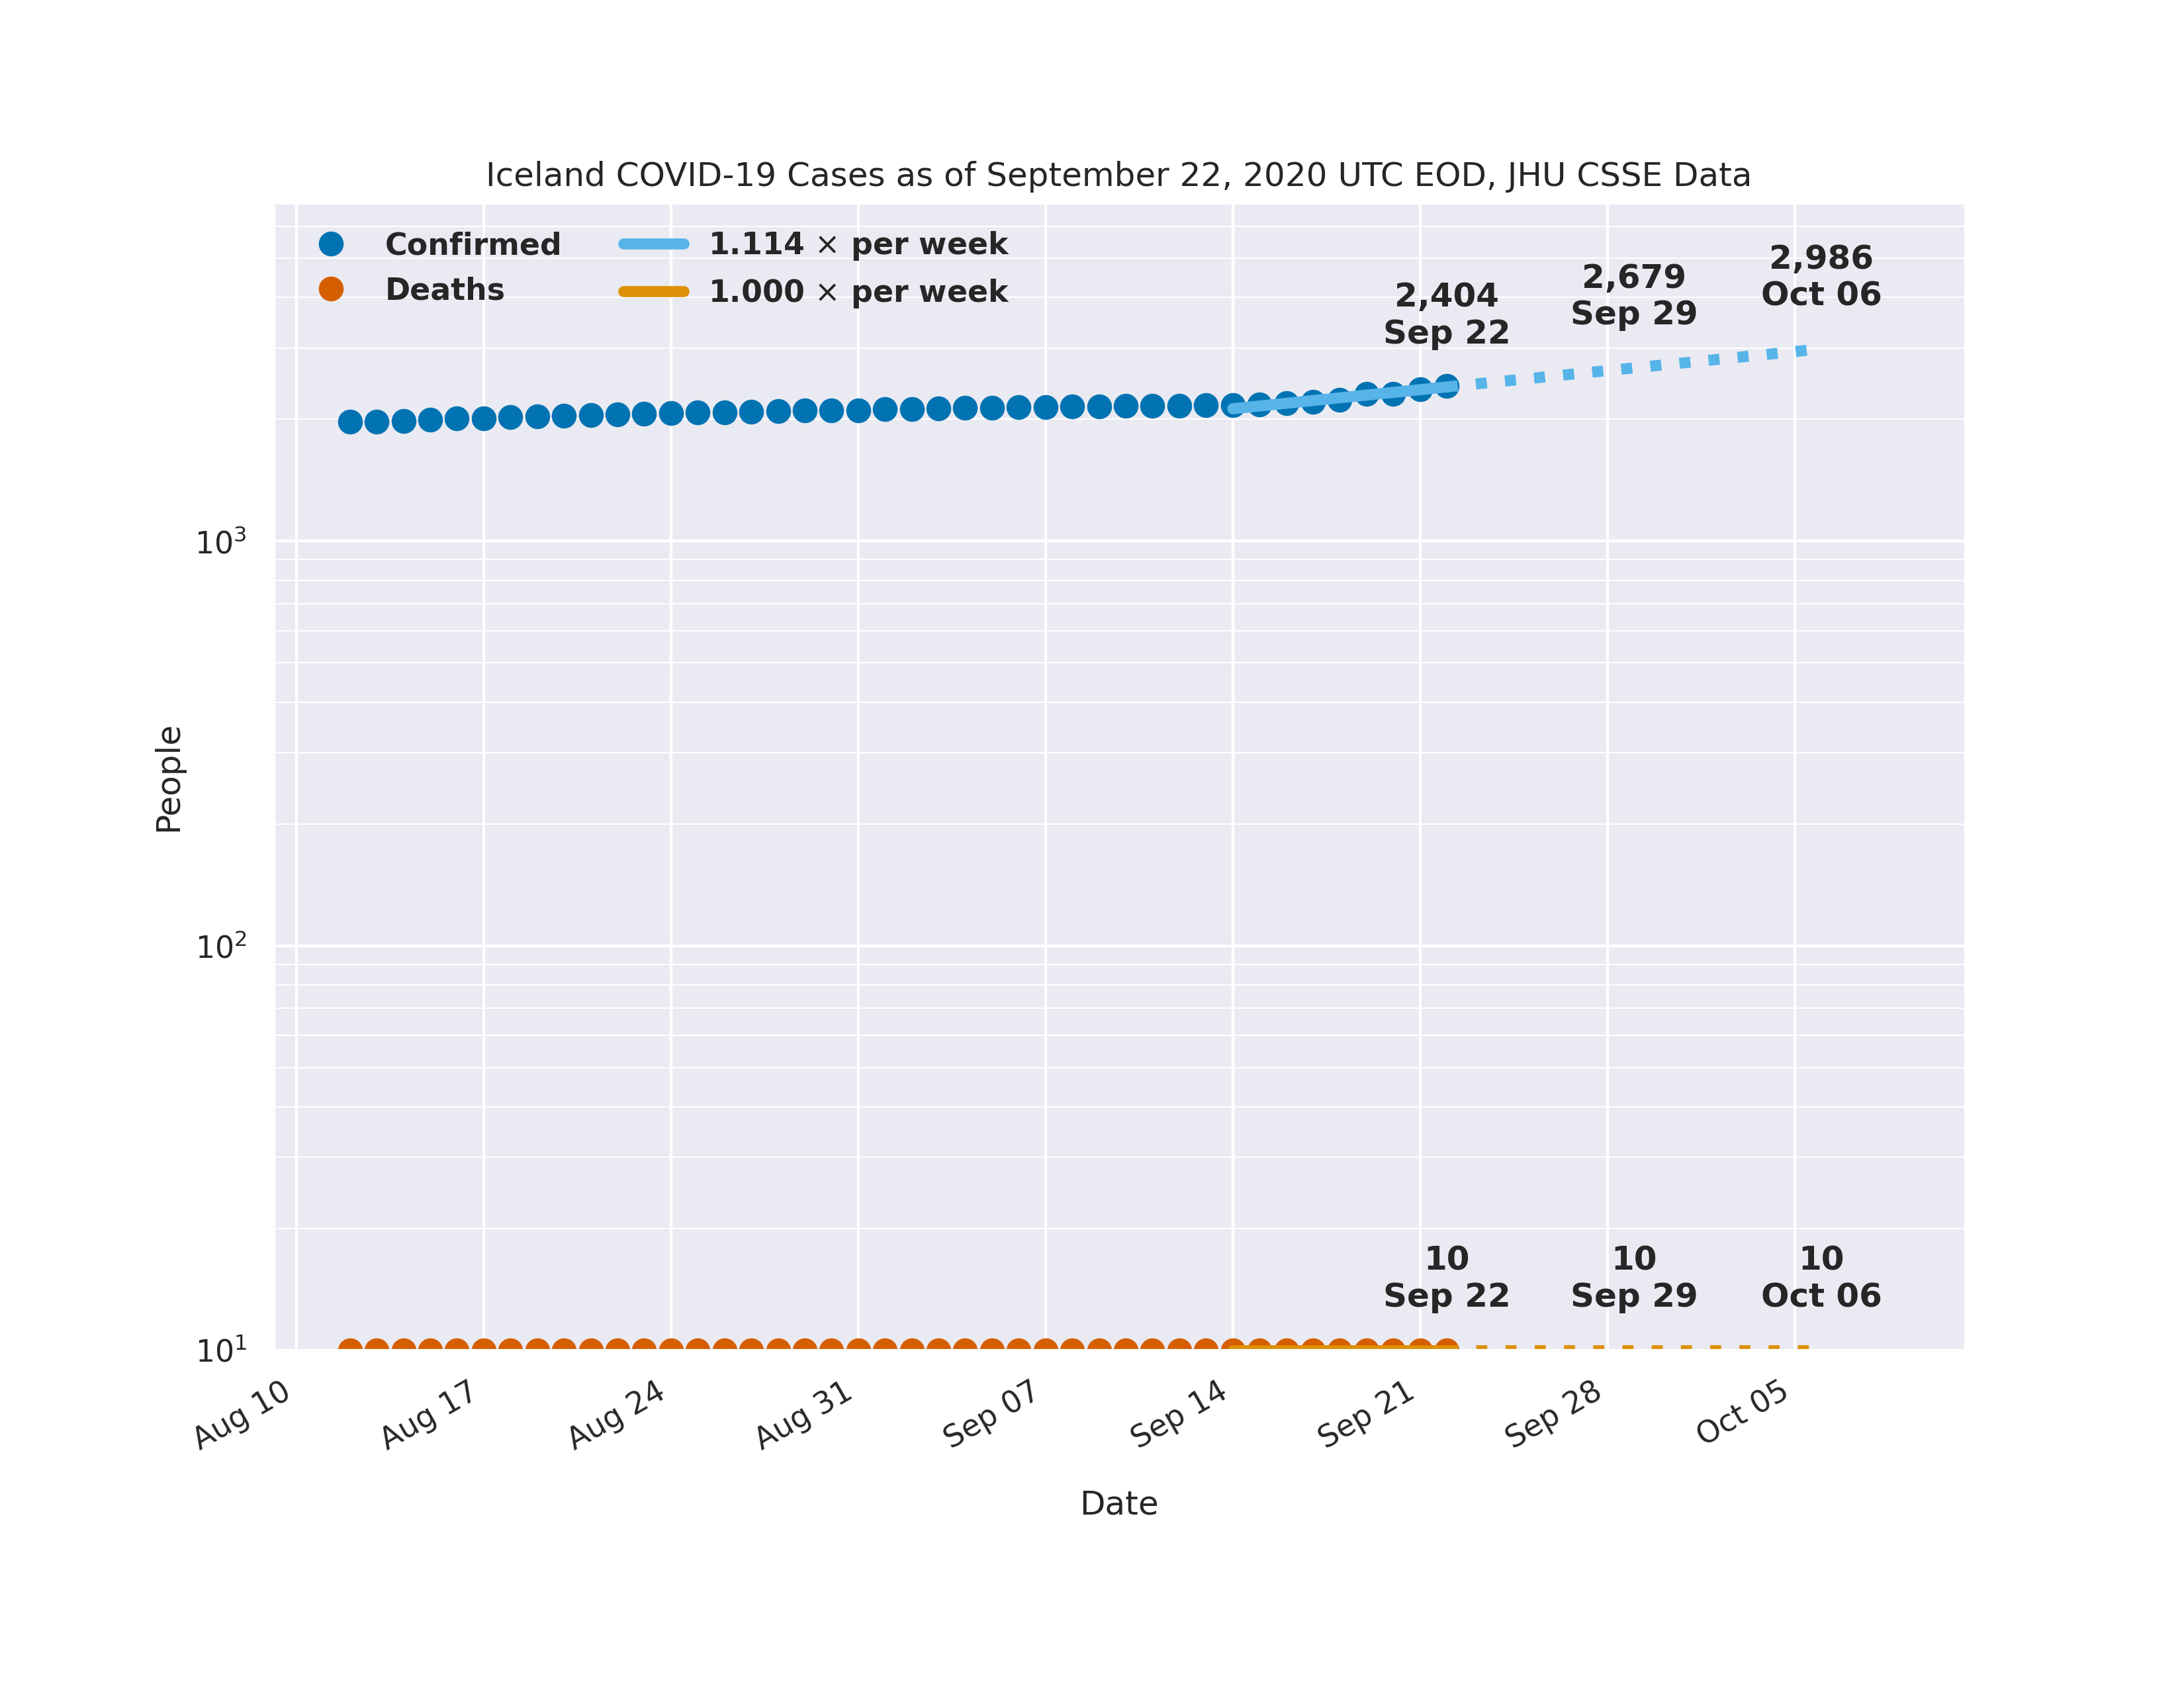 Iceland COVID-19 Cases as of September 22, 2020 UTC EOD, JHU CSSE Data
Confirmed
Deaths
1.114 × per week
1.000 × per week
2,404
Sep 22
2,679
Sep 29
2,986
Oct 06
10³
10²
10¹
People
10
Sep 22
10
Sep 29
10
Oct 06
Aug 10
Aug 17
Aug 24
Aug 31
Sep 07
Sep 14
Sep 21
Sep 28
Oct 05
Date